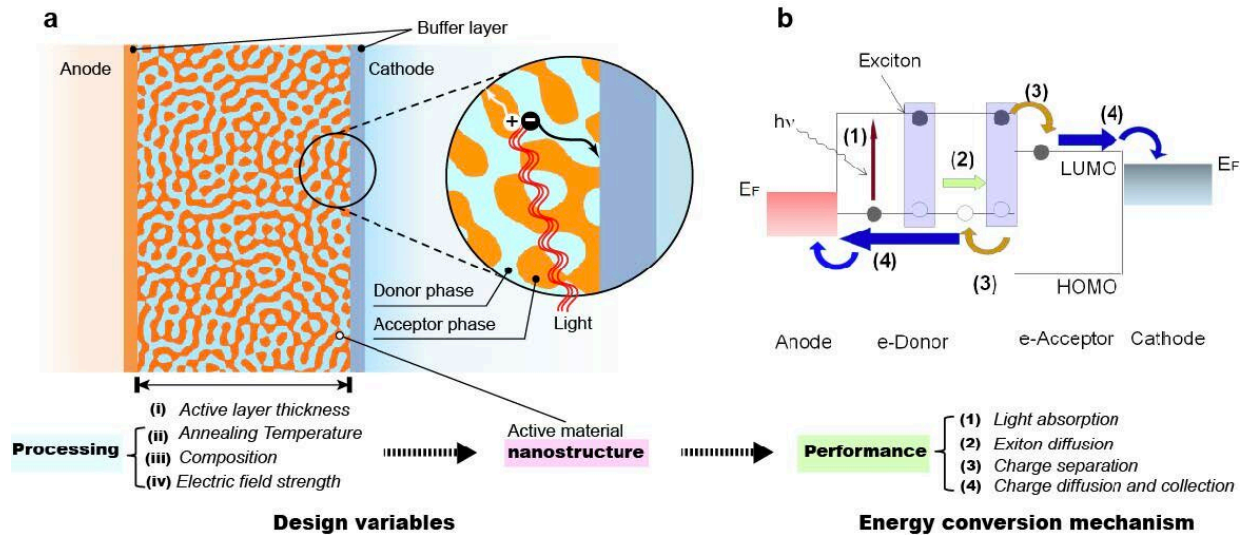 a
Buffer layer
Anode
Cathode
+
−
Donor phase
Acceptor phase
Light
(i) Active layer thickness
Processing
(ii) Annealing Temperature
(iii) Composition
(iv) Electric field strength
Active material
nanostructure
Design variables
b
Exciton
(3)
(4)
hν
(1)
(2)
LUMO
EF
EF
(4)
(3)
HOMO
Anode
e-Donor
e-Acceptor
Cathode
Performance
(1) Light absorption
(2) Exiton diffusion
(3) Charge separation
(4) Charge diffusion and collection
Energy conversion mechanism